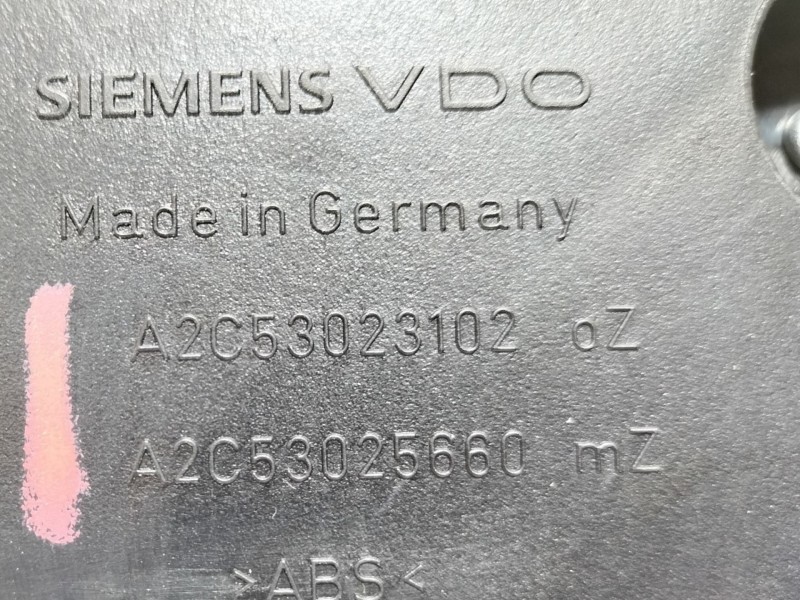 SIEMENS VDO
Made in Germany
A2C53023102 oZ
A2C53025660 mZ
>ABS<